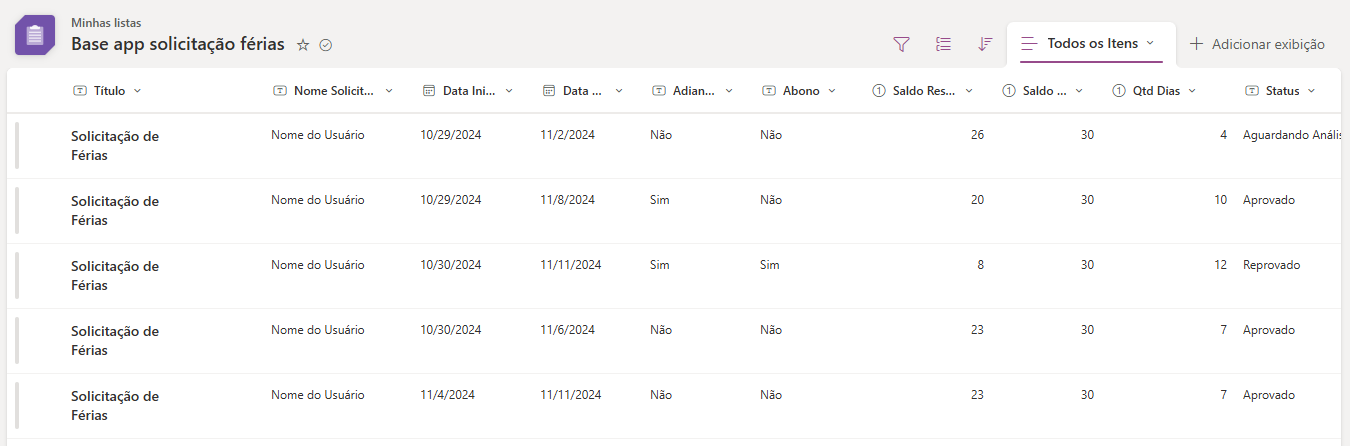 Minhas listas
Base app solicitação férias
Todos os Itens
Adicionar exibição
Título Nome Solicit... Data Ini... Data ... Adian... Abono Saldo Res... Saldo ... Qtd Dias Status
Solicitação de Férias Nome do Usuário 10/29/2024 11/2/2024 Não Não 26 30 4 Aguardando Anális
Solicitação de Férias Nome do Usuário 10/29/2024 11/8/2024 Sim Não 20 30 10 Aprovado
Solicitação de Férias Nome do Usuário 10/30/2024 11/11/2024 Sim Sim 8 30 12 Reprovado
Solicitação de Férias Nome do Usuário 10/30/2024 11/6/2024 Não Não 23 30 7 Aprovado
Solicitação de Férias Nome do Usuário 11/4/2024 11/11/2024 Não Não 23 30 7 Aprovado